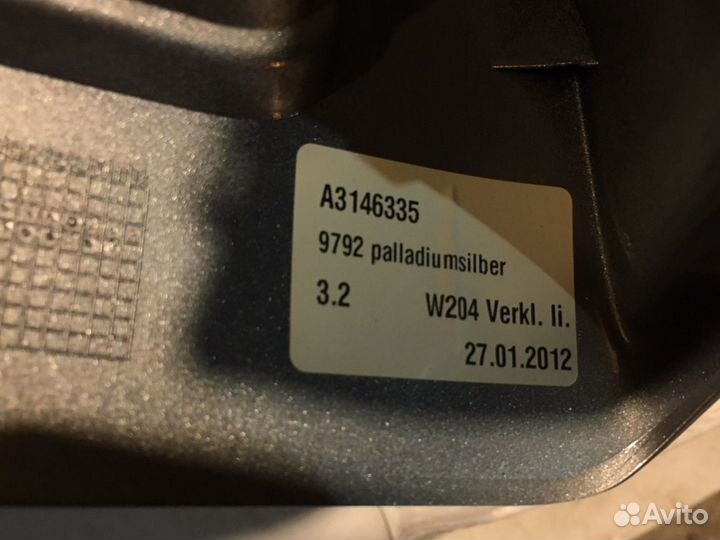 A3146335
9792 palladiumsilber
3.2 W204 Verkl. li.
27.01.2012
Avito